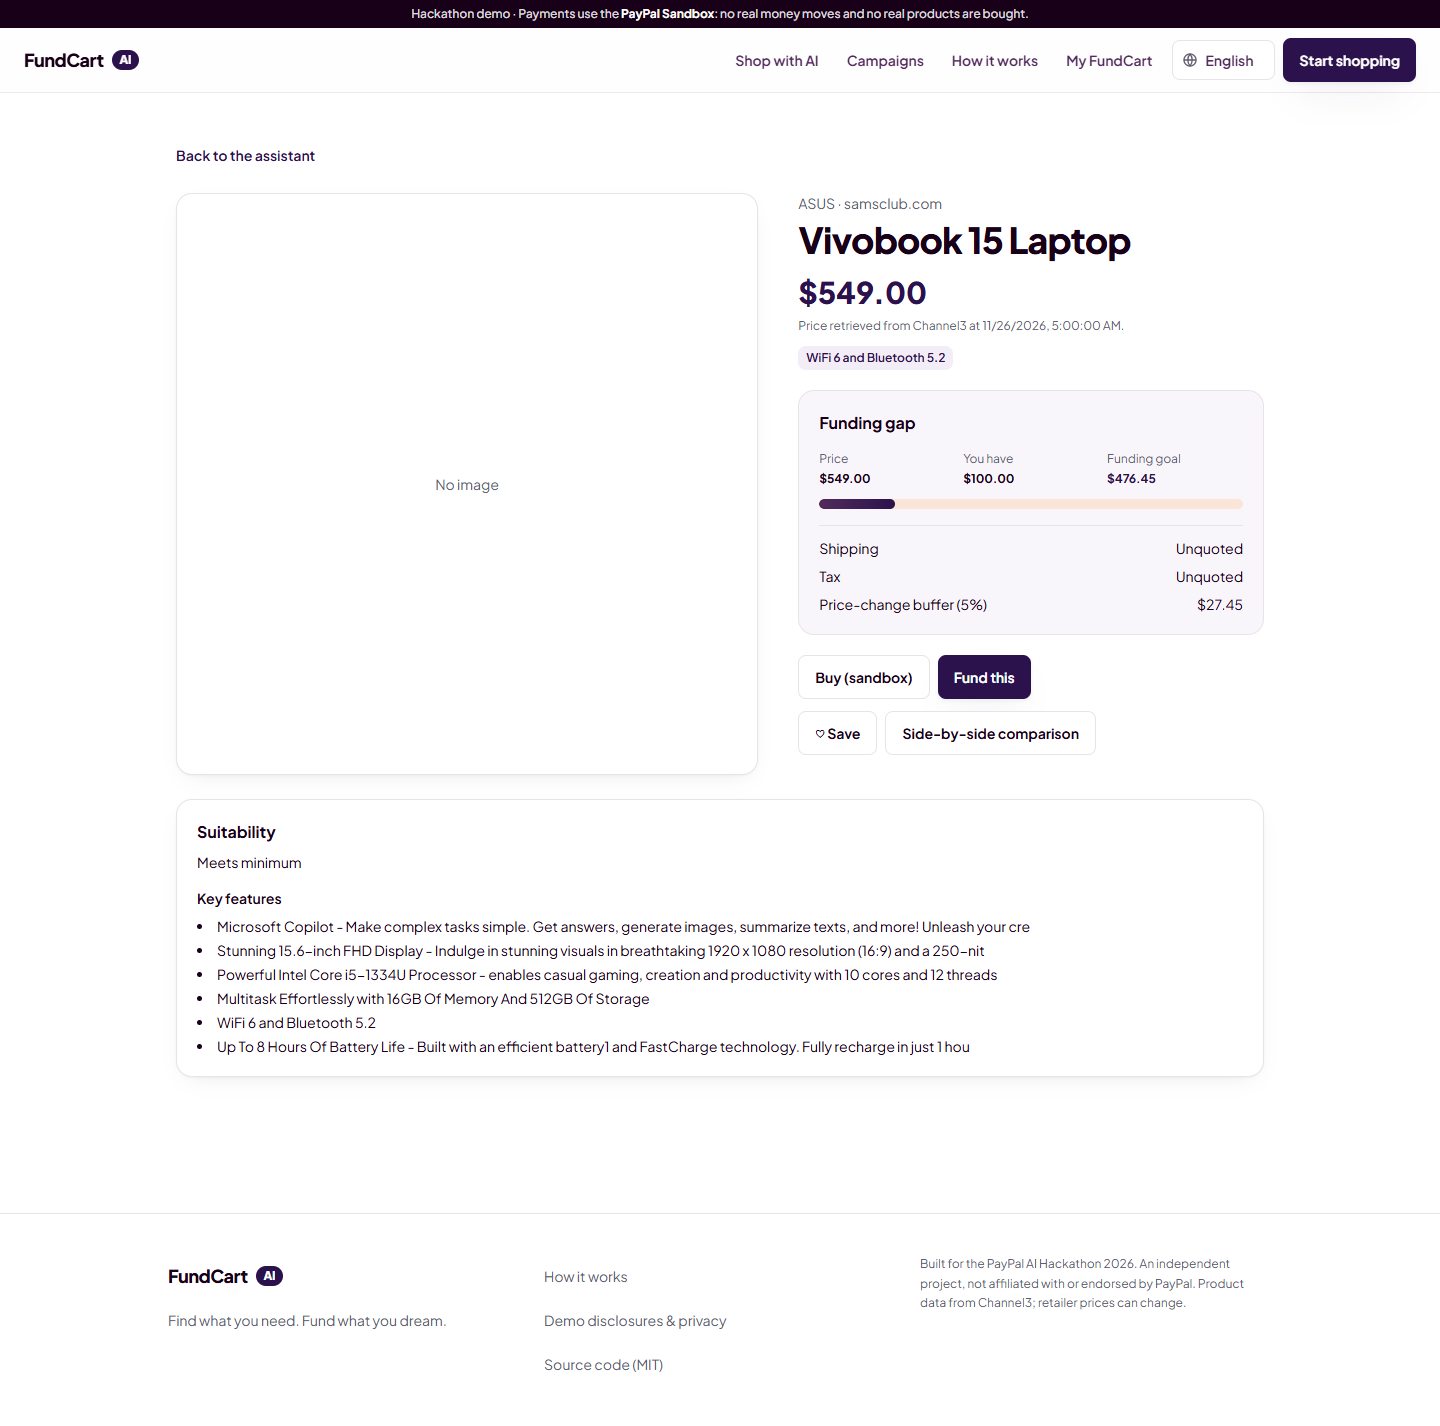 Hackathon demo · Payments use the PayPal Sandbox: no real money moves and no real products are bought.
FundCart AI
Shop with AI
Campaigns
How it works
My FundCart
English
Start shopping
Back to the assistant
No image
ASUS · samsclub.com
Vivobook 15 Laptop
$549.00
Price retrieved from Channel3 at 11/26/2026, 5:00:00 AM.
WiFi 6 and Bluetooth 5.2
Funding gap
Price You have Funding goal
$549.00 $100.00 $476.45
Shipping Unquoted
Tax Unquoted
Price-change buffer (5%) $27.45
Buy (sandbox)
Fund this
♡ Save
Side-by-side comparison
Suitability
Meets minimum
Key features
• Microsoft Copilot - Make complex tasks simple. Get answers, generate images, summarize texts, and more! Unleash your cre
• Stunning 15.6-inch FHD Display - Indulge in stunning visuals in breathtaking 1920 x 1080 resolution (16:9) and a 250-nit
• Powerful Intel Core i5-1334U Processor - enables casual gaming, creation and productivity with 10 cores and 12 threads
• Multitask Effortlessly with 16GB Of Memory And 512GB Of Storage
• WiFi 6 and Bluetooth 5.2
• Up To 8 Hours Of Battery Life - Built with an efficient battery1 and FastCharge technology. Fully recharge in just 1 hou
FundCart AI
Find what you need. Fund what you dream.
How it works
Demo disclosures & privacy
Source code (MIT)
Built for the PayPal AI Hackathon 2026. An independent
project, not affiliated with or endorsed by PayPal. Product
data from Channel3; retailer prices can change.